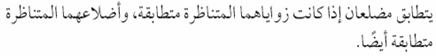 يتطابق مضلعان إذا كانت زواياهما المتناظرة متطابقة، وأضلاعهما المتناظرة
متطابقة أيضًا.